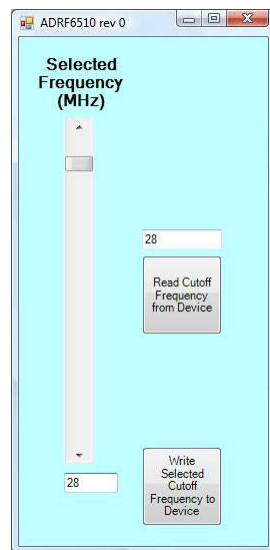 ADRF6510 rev 0
Selected
Frequency
(MHz)
28
Read Cutoff
Frequency
from Device
28
Write
Selected
Cutoff
Frequency to
Device